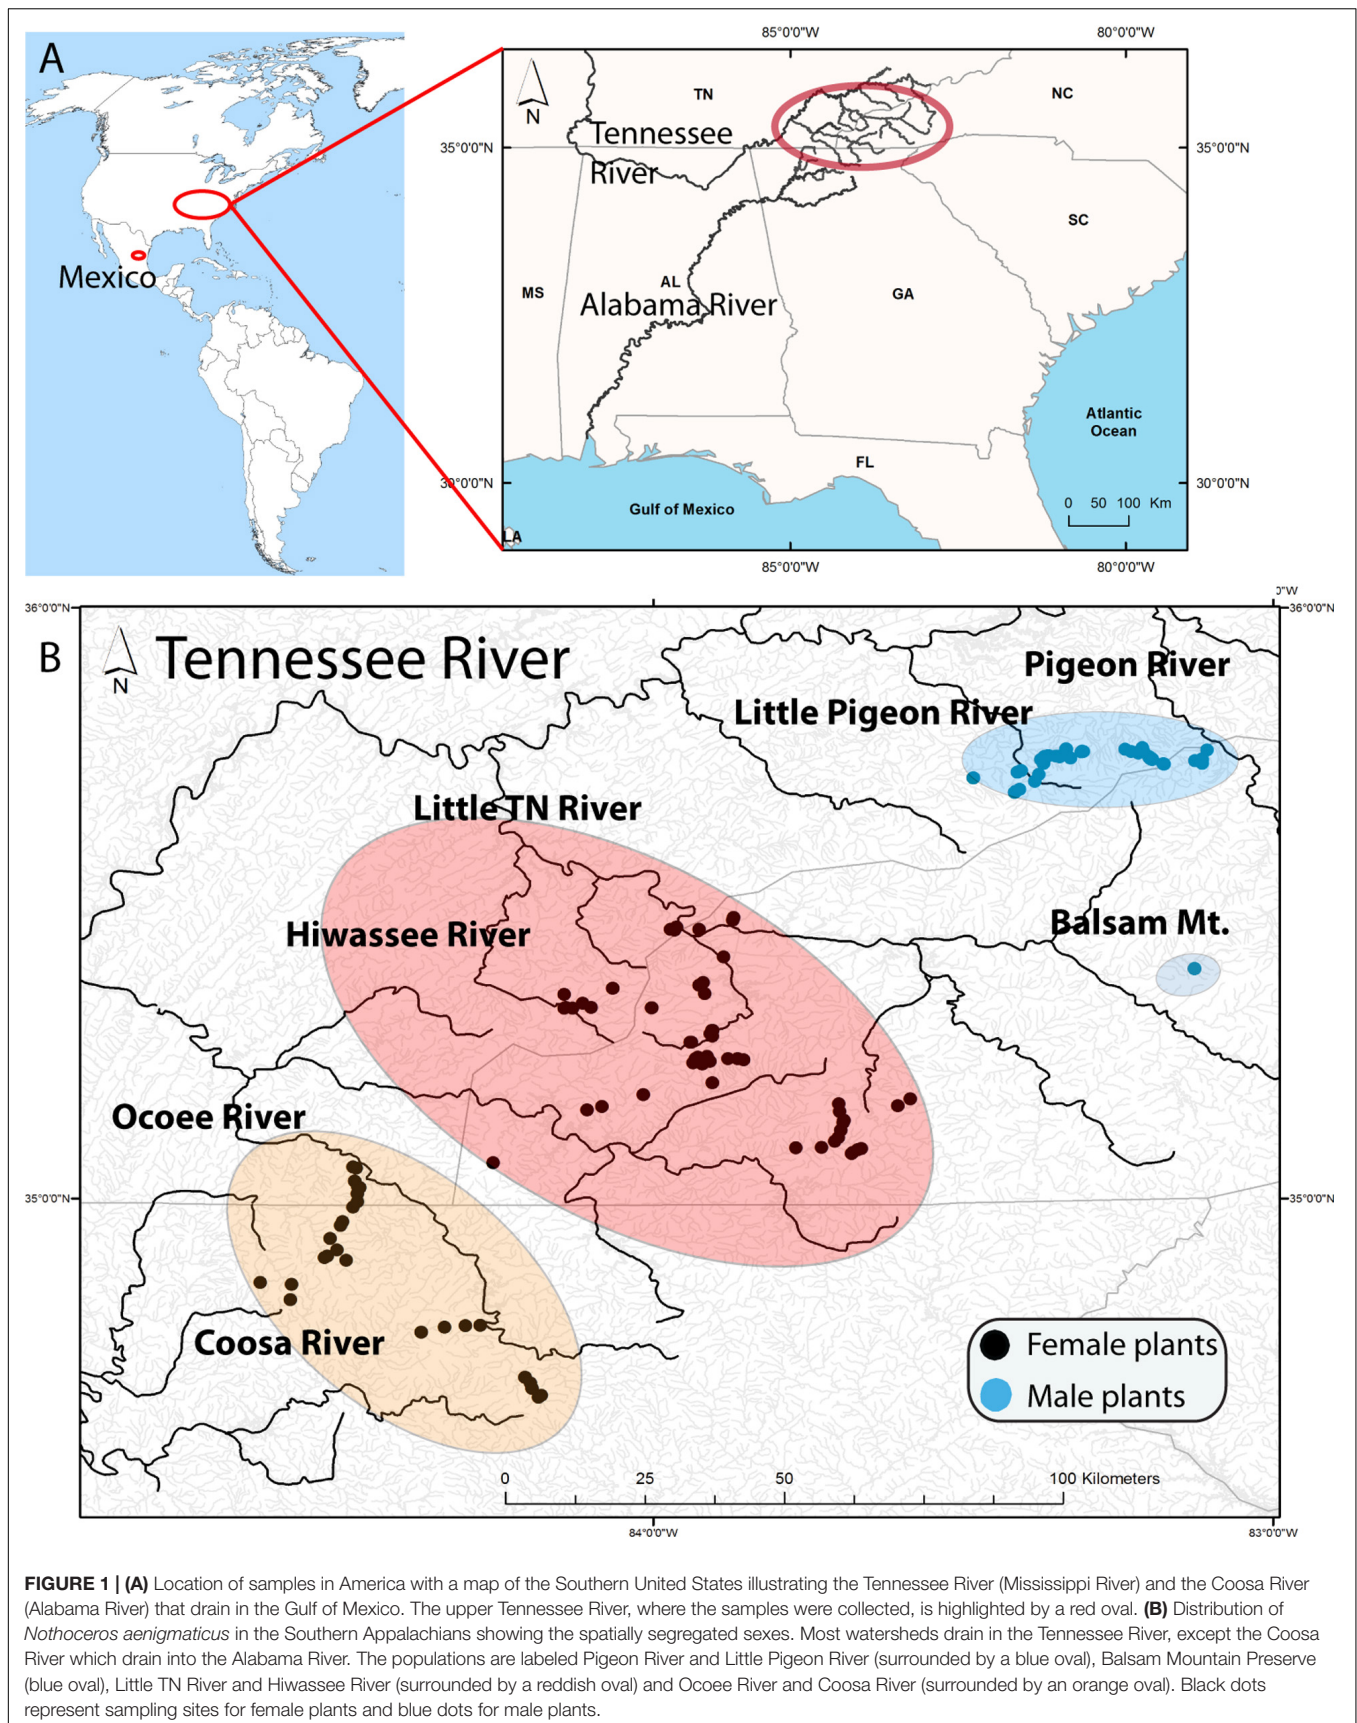 A
Mexico
85°0'0"W
80°0'0"W
N
TN
NC
Tennessee
River
35°0'0"N
35°0'0"N
SC
MS
AL
GA
Alabama River
Atlantic
Ocean
FL
30°0'0"N
30°0'0"N
Gulf of Mexico
0 50 100 Km
LA
85°0'0"W
80°0'0"W
0"W
36°0'0"N
36°0'0"N
B
N
Tennessee River
Pigeon River
Little Pigeon River
Little TN River
Hiwassee River
Balsam Mt.
Ocoee River
35°0'0"N
35°0'0"N
Coosa River
Female plants
Male plants
0 25 50 100 Kilometers
84°0'0"W
83°0'0"W
FIGURE 1 | (A) Location of samples in America with a map of the Southern United States illustrating the Tennessee River (Mississippi River) and the Coosa River
(Alabama River) that drain in the Gulf of Mexico. The upper Tennessee River, where the samples were collected, is highlighted by a red oval. (B) Distribution of
Nothoceros aenigmaticus in the Southern Appalachians showing the spatially segregated sexes. Most watersheds drain in the Tennessee River, except the Coosa
River which drain into the Alabama River. The populations are labeled Pigeon River and Little Pigeon River (surrounded by a blue oval), Balsam Mountain Preserve
(blue oval), Little TN River and Hiwassee River (surrounded by a reddish oval) and Ocoee River and Coosa River (surrounded by an orange oval). Black dots
represent sampling sites for female plants and blue dots for male plants.